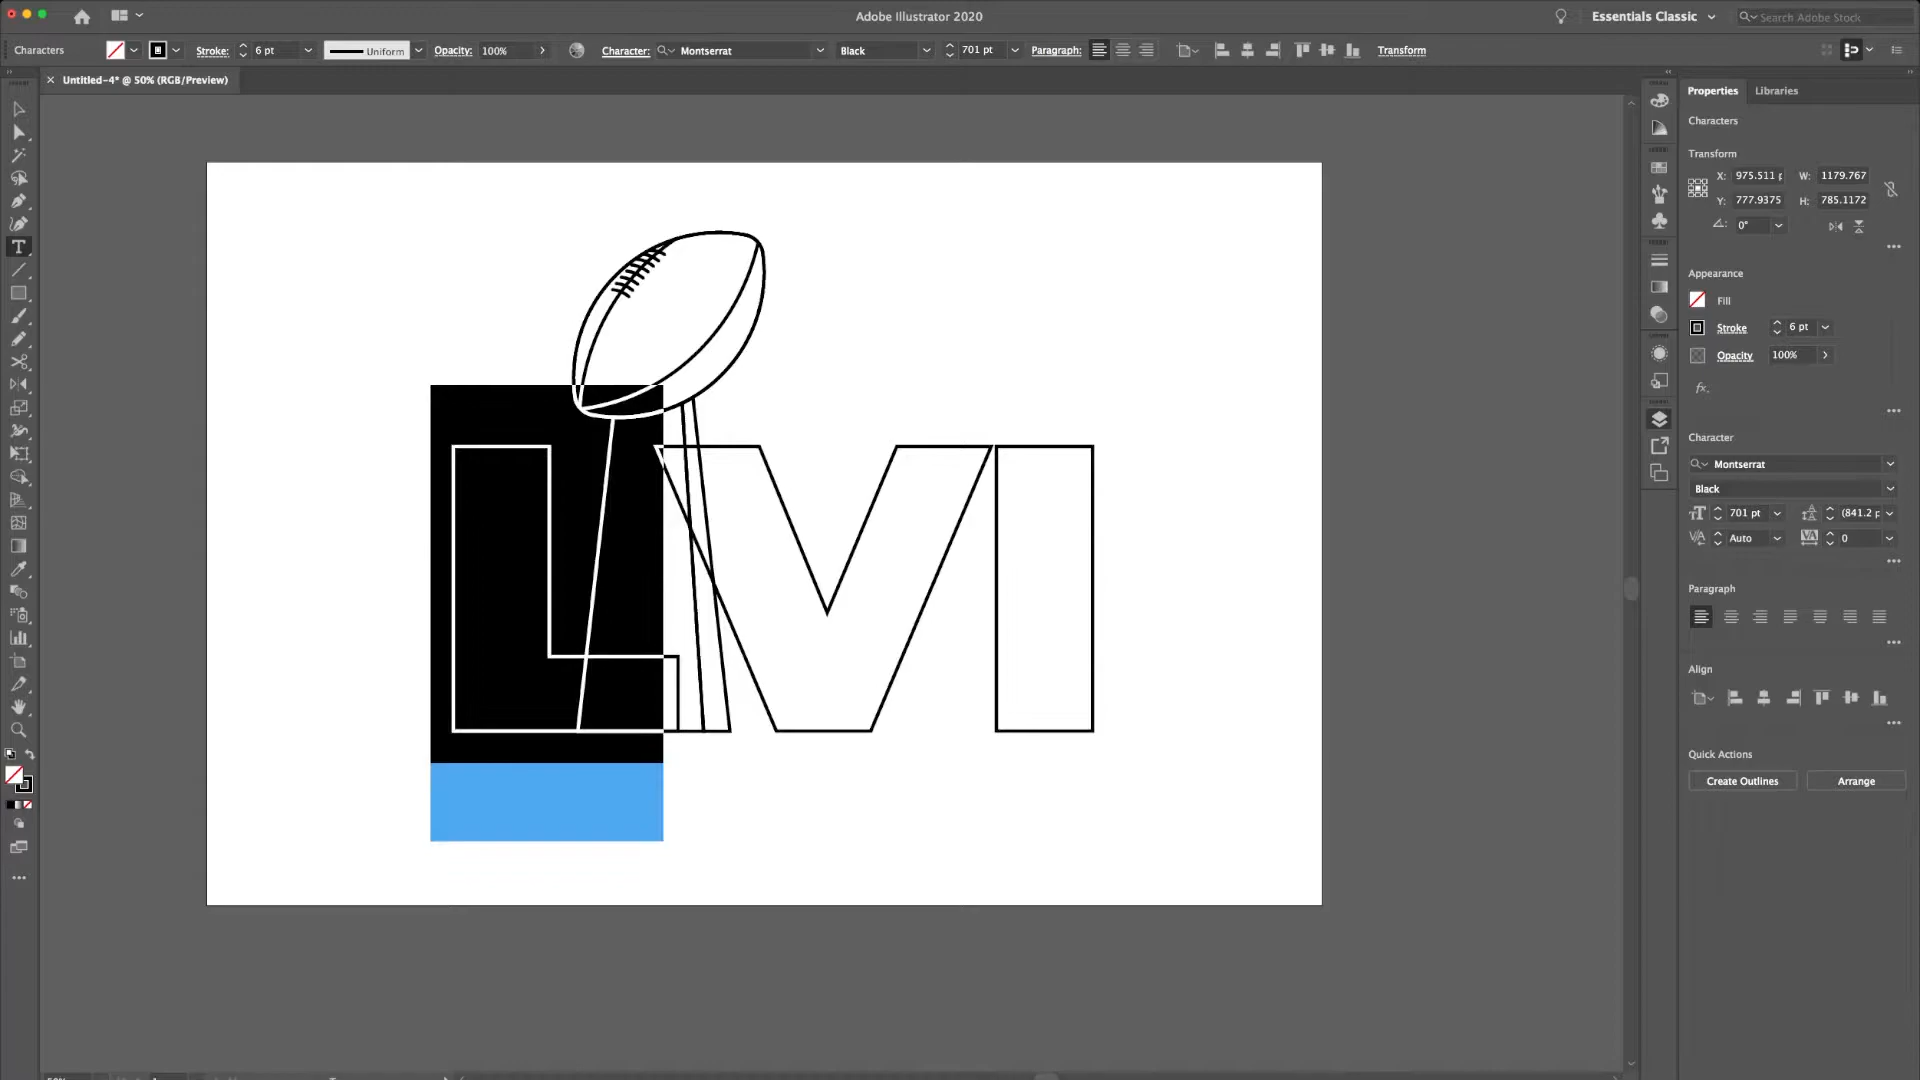 Adobe Illustrator 2020
Essentials Classic
Search Adobe Stock
Characters
Stroke: 6 pt
Uniform
Opacity: 100%
Character: Montserrat
Black
701 pt
Paragraph:
Transform
Untitled-4* @ 50% (RGB/Preview)
Properties Libraries
Characters
Transform
X: 975.511 p W: 1179.767
Y: 777.9375 H: 785.1172
0°
Appearance
Fill
Stroke 6 pt
Opacity 100%
fx.
Character
Montserrat
Black
701 pt (841.2 p
Auto 0
Paragraph
Align
Quick Actions
Create Outlines Arrange
LVI